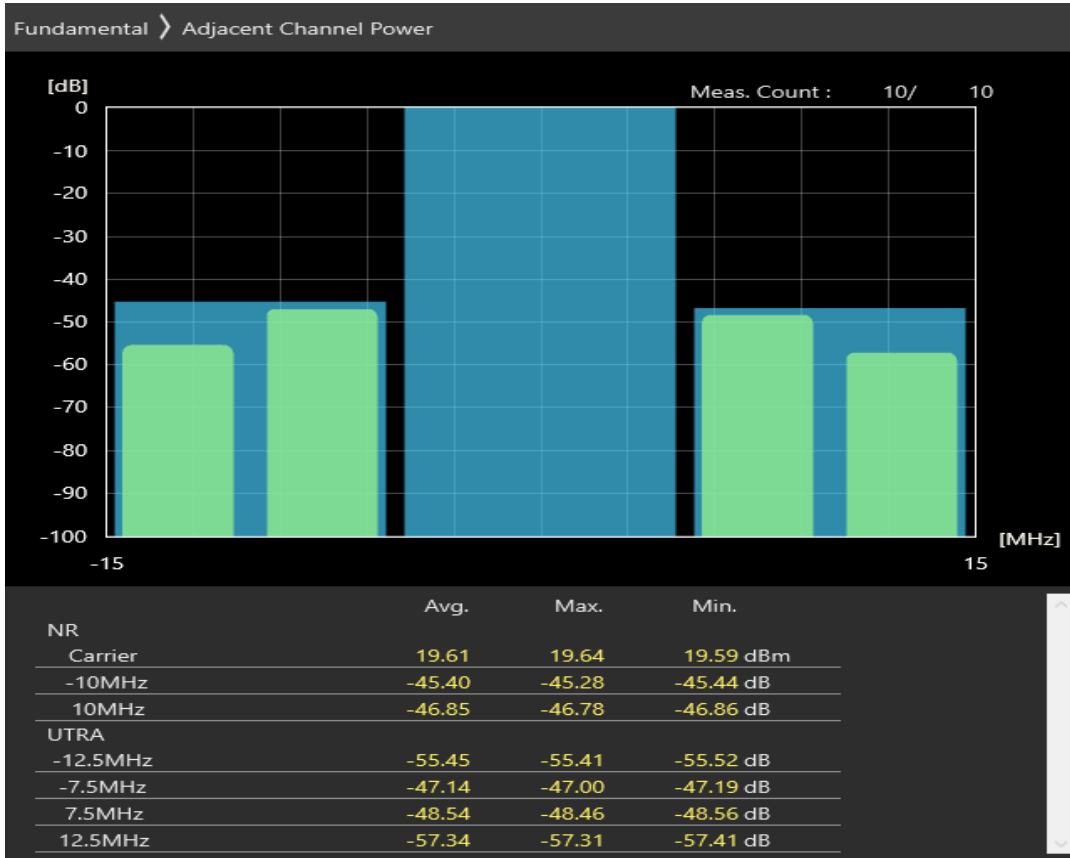 Fundamental ❯ Adjacent Channel Power
[dB]
Meas. Count : 10/ 10
0
-10
-20
-30
-40
-50
-60
-70
-80
-90
-100
[MHz]
-15 15
Avg. Max. Min.
NR
Carrier 19.61 19.64 19.59 dBm
-10MHz -45.40 -45.28 -45.44 dB
10MHz -46.85 -46.78 -46.86 dB
UTRA
-12.5MHz -55.45 -55.41 -55.52 dB
-7.5MHz -47.14 -47.00 -47.19 dB
7.5MHz -48.54 -48.46 -48.56 dB
12.5MHz -57.34 -57.31 -57.41 dB